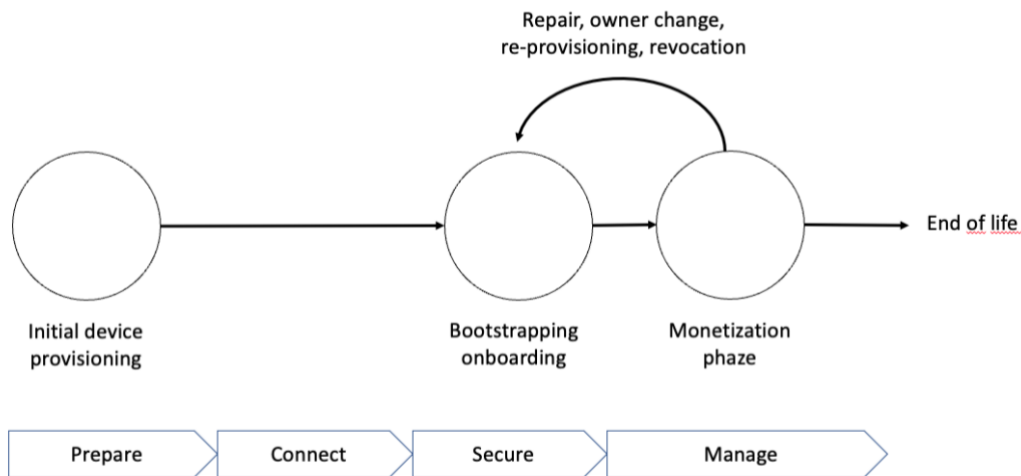 Repair, owner change,
re-provisioning, revocation
End of life
Initial device
provisioning
Bootstrapping
onboarding
Monetization
phaze
Prepare
Connect
Secure
Manage